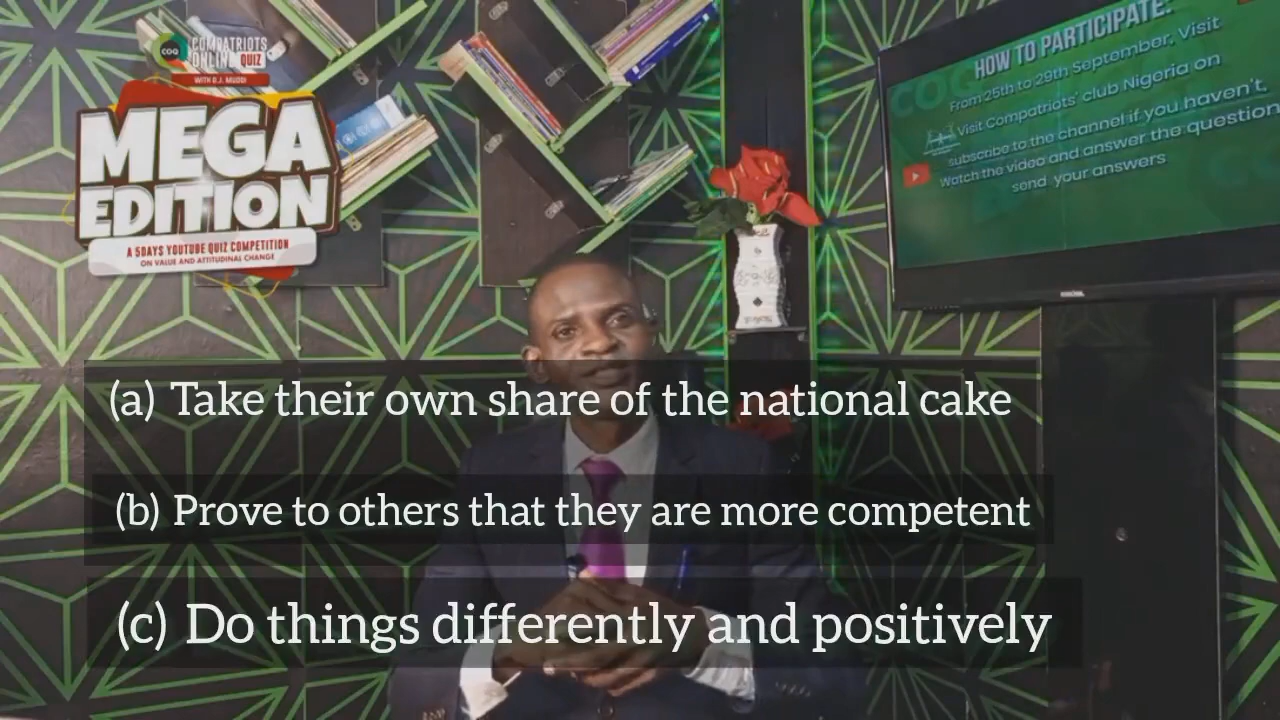 COQ
COMPATRIOTS
ONLINE QUIZ
WITH B.J. MUDDI
MEGA
EDITION
A 5DAYS YOUTUBE QUIZ COMPETITION
ON VALUE AND ATTITUDINAL CHANGE
HOW TO PARTICIPATE:
From 25th to 29th September, Visit
Visit Compatriots' club Nigeria on
subscribe to the channel if you haven't,
Watch the video and answer the question
send your answers
(a) Take their own share of the national cake
(b) Prove to others that they are more competent
(c) Do things differently and positively